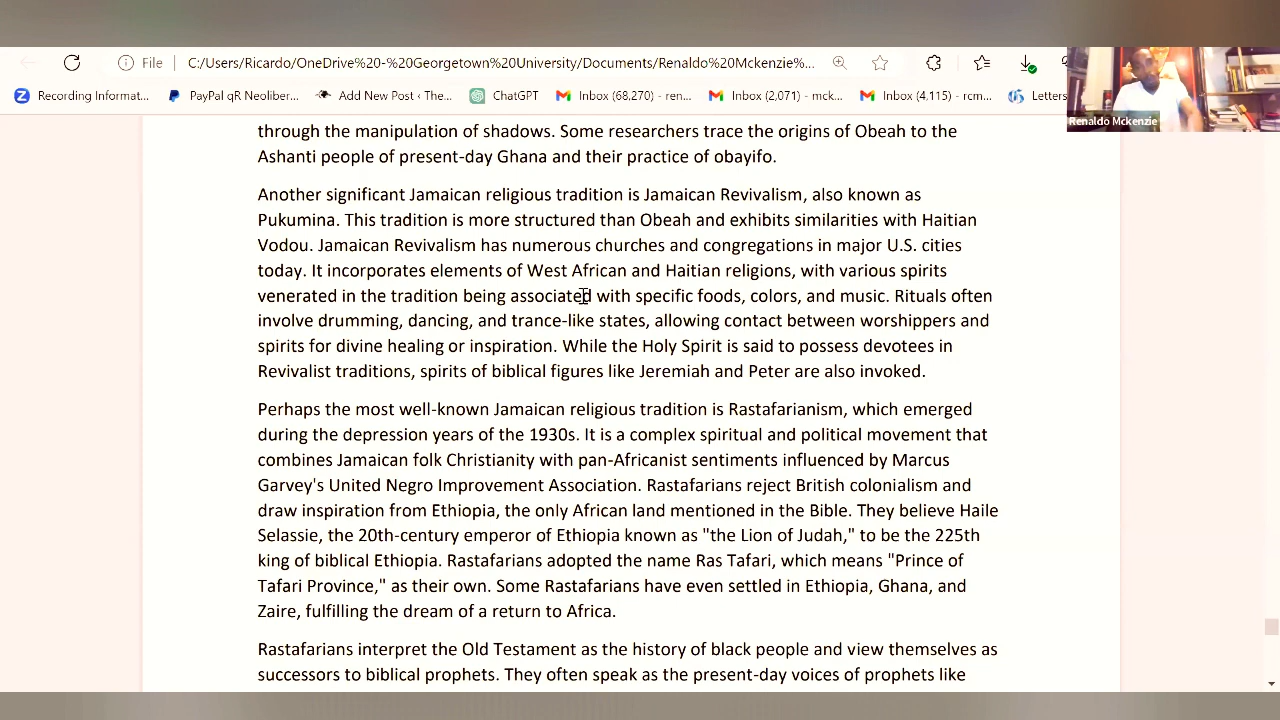 File
C:/Users/Ricardo/OneDrive%20-%20Georgetown%20University/Documents/Renaldo%20Mckenzie%...
Recording Informat...
PayPal qR Neoliber...
Add New Post ‹ The...
ChatGPT
Inbox (68,270) - ren...
Inbox (2,071) - mck...
Inbox (4,115) - rcm...
Letters
Renaldo Mckenzie
through the manipulation of shadows. Some researchers trace the origins of Obeah to the
Ashanti people of present-day Ghana and their practice of obayifo.
Another significant Jamaican religious tradition is Jamaican Revivalism, also known as
Pukumina. This tradition is more structured than Obeah and exhibits similarities with Haitian
Vodou. Jamaican Revivalism has numerous churches and congregations in major U.S. cities
today. It incorporates elements of West African and Haitian religions, with various spirits
venerated in the tradition being associated with specific foods, colors, and music. Rituals often
involve drumming, dancing, and trance-like states, allowing contact between worshippers and
spirits for divine healing or inspiration. While the Holy Spirit is said to possess devotees in
Revivalist traditions, spirits of biblical figures like Jeremiah and Peter are also invoked.
Perhaps the most well-known Jamaican religious tradition is Rastafarianism, which emerged
during the depression years of the 1930s. It is a complex spiritual and political movement that
combines Jamaican folk Christianity with pan-Africanist sentiments influenced by Marcus
Garvey's United Negro Improvement Association. Rastafarians reject British colonialism and
draw inspiration from Ethiopia, the only African land mentioned in the Bible. They believe Haile
Selassie, the 20th-century emperor of Ethiopia known as "the Lion of Judah," to be the 225th
king of biblical Ethiopia. Rastafarians adopted the name Ras Tafari, which means "Prince of
Tafari Province," as their own. Some Rastafarians have even settled in Ethiopia, Ghana, and
Zaire, fulfilling the dream of a return to Africa.
Rastafarians interpret the Old Testament as the history of black people and view themselves as
successors to biblical prophets. They often speak as the present-day voices of prophets like